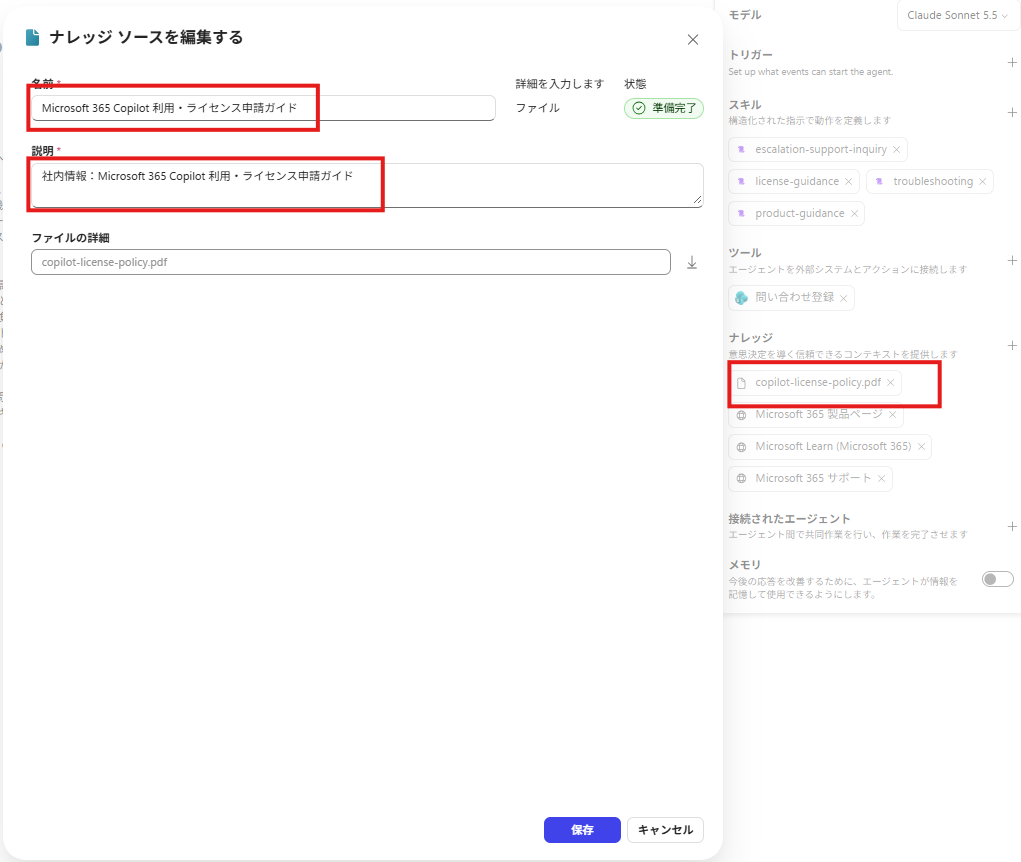 ナレッジ ソースを編集する
名前 *
詳細を入力します
状態
Microsoft 365 Copilot 利用・ライセンス申請ガイド
ファイル
準備完了
説明 *
社内情報：Microsoft 365 Copilot 利用・ライセンス申請ガイド
ファイルの詳細
copilot-license-policy.pdf
保存
キャンセル
モデル
Claude Sonnet 5.5
トリガー
Set up what events can start the agent.
スキル
構造化された指示で動作を定義します
escalation-support-inquiry
license-guidance
troubleshooting
product-guidance
ツール
エージェントを外部システムとアクションに接続します
問い合わせ登録
ナレッジ
意思決定を導く信頼できるコンテキストを提供します
copilot-license-policy.pdf
Microsoft 365 製品ページ
Microsoft Learn (Microsoft 365)
Microsoft 365 サポート
接続されたエージェント
エージェント間で共同作業を行い、作業を完了させます
メモリ
今後の応答を改善するために、エージェントが情報を
記憶して使用できるようにします。